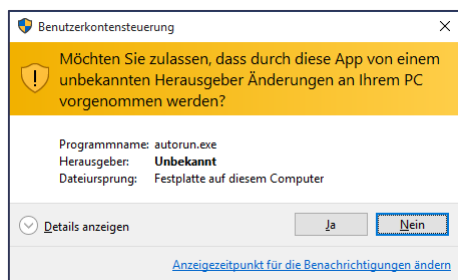 Benutzerkontensteuerung
Möchten Sie zulassen, dass durch diese App von einem
unbekannten Herausgeber Änderungen an Ihrem PC
vorgenommen werden?
Programmname: autorun.exe
Herausgeber: Unbekannt
Dateiursprung: Festplatte auf diesem Computer
Details anzeigen
Ja
Nein
Anzeigezeitpunkt für die Benachrichtigungen ändern